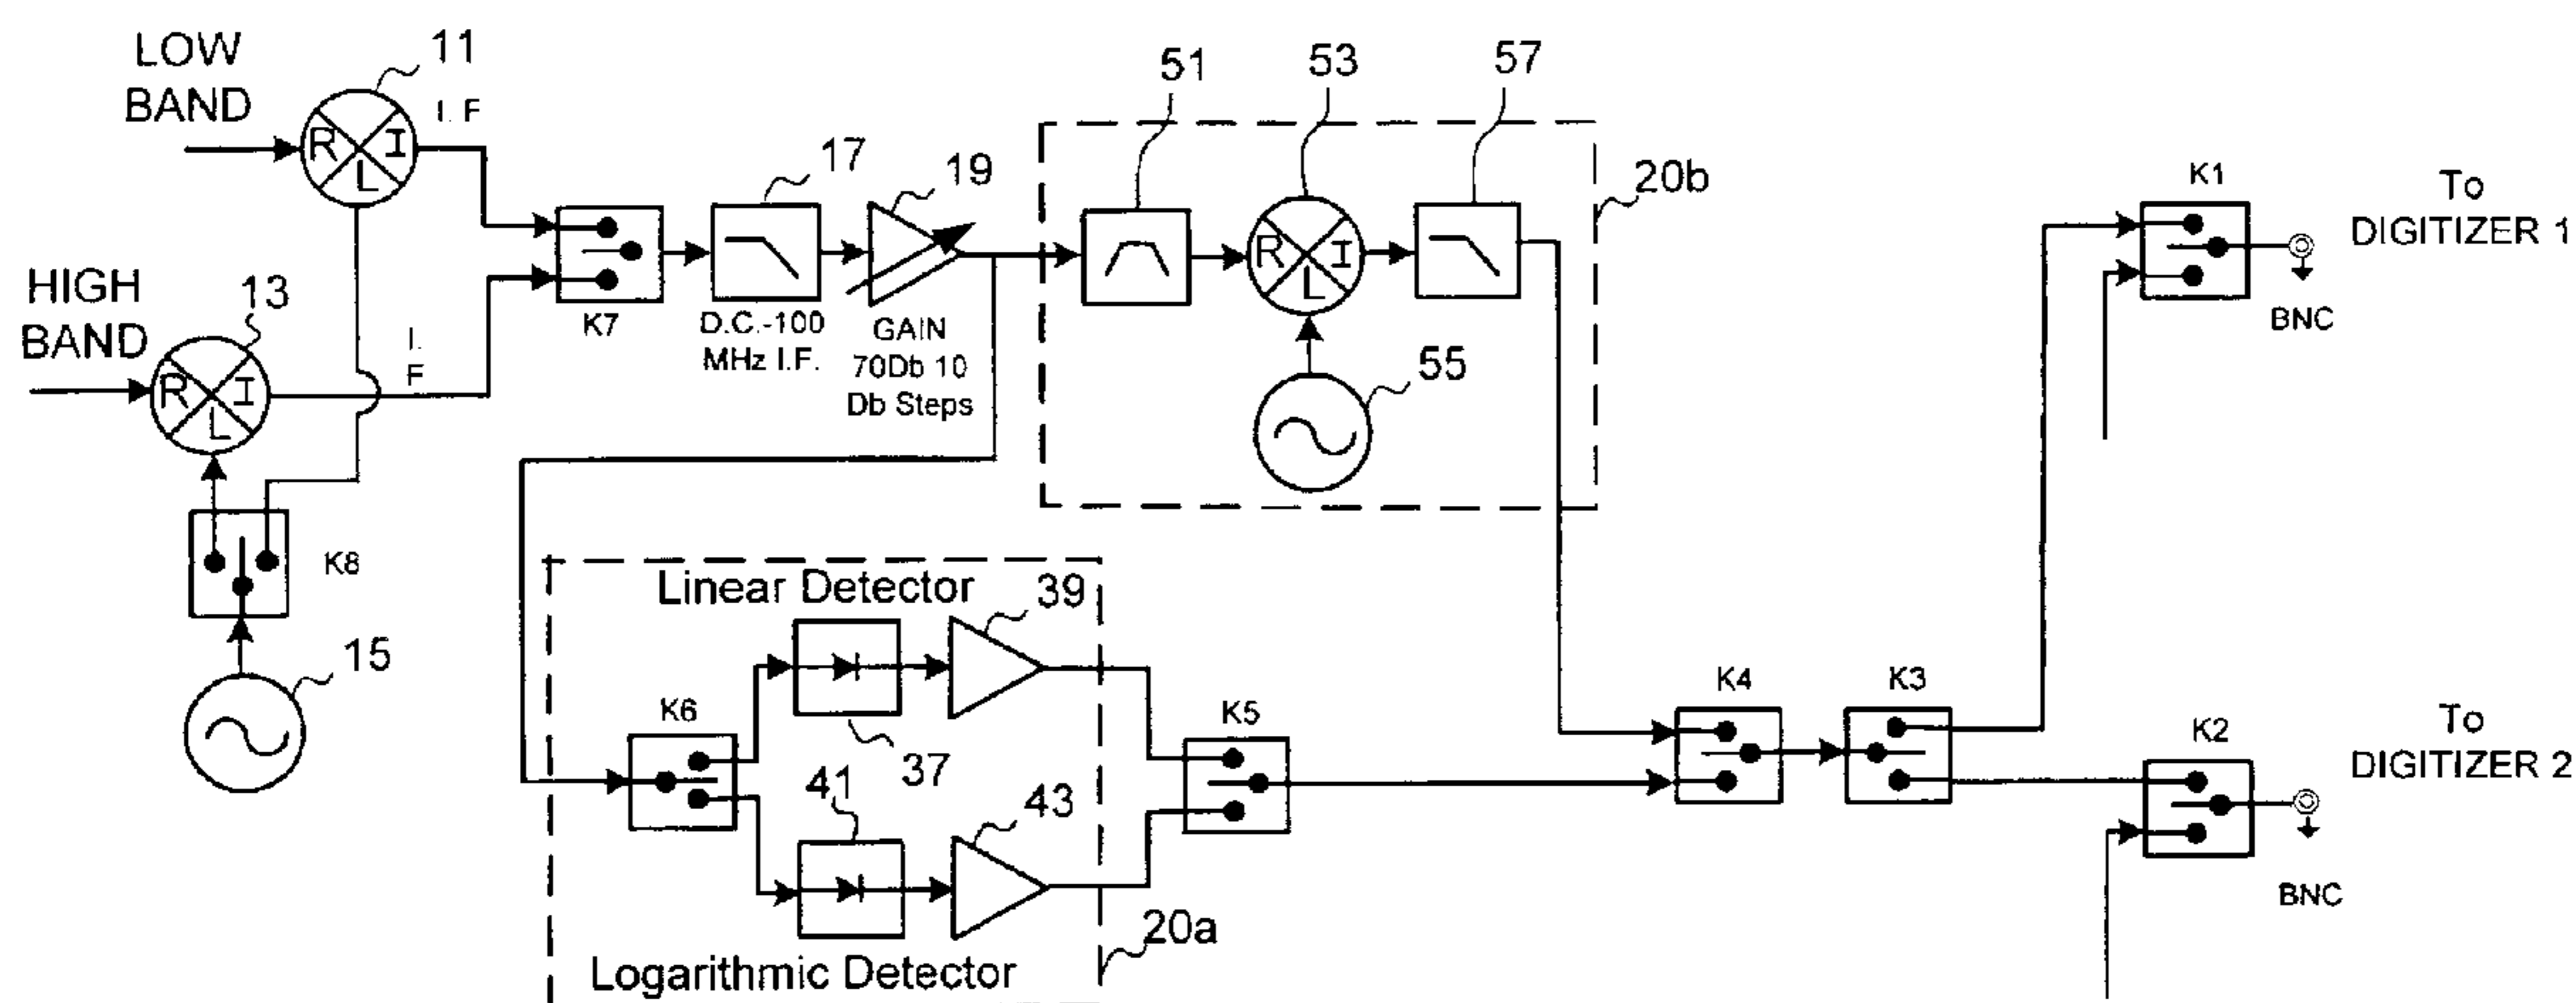 LOW
BAND
11
I. F
R
I
L
HIGH
BAND
13
I.
F
R
I
L
K8
15
K7
17
D.C.-100
MHz I.F.
19
GAIN
70Db 10
Db Steps
51
53
57
20b
R
I
L
55
K1
To
DIGITIZER 1
BNC
Linear Detector
39
K6
37
41
43
Logarithmic Detector
20a
K5
K4
K3
K2
To
DIGITIZER 2
BNC